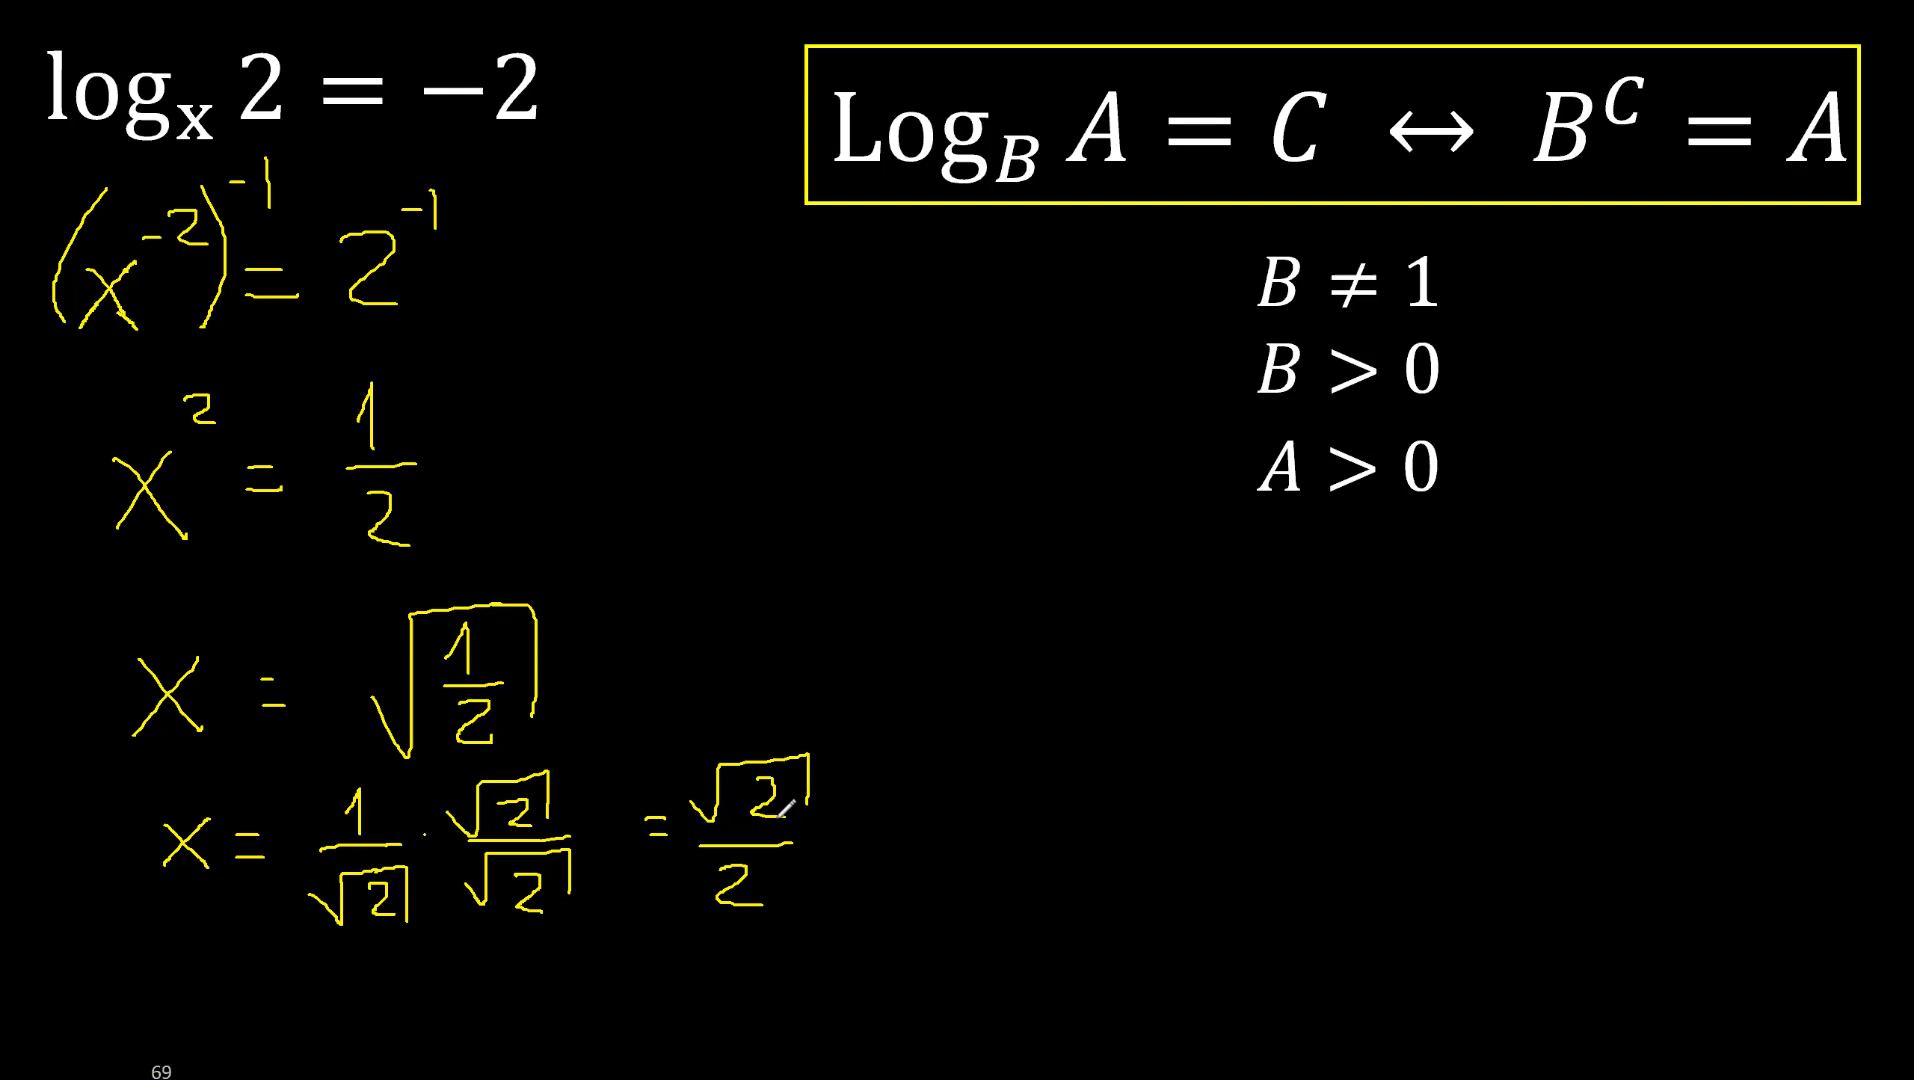 logₓ 2 = −2
Log_B A = C ↔ B^C = A
(x^-2)^-1 = 2^-1
B ≠ 1
B > 0
A > 0
x^2 = 1/2
x = √(1/2)
x = 1/√2 · √2/√2 = √2/2
69